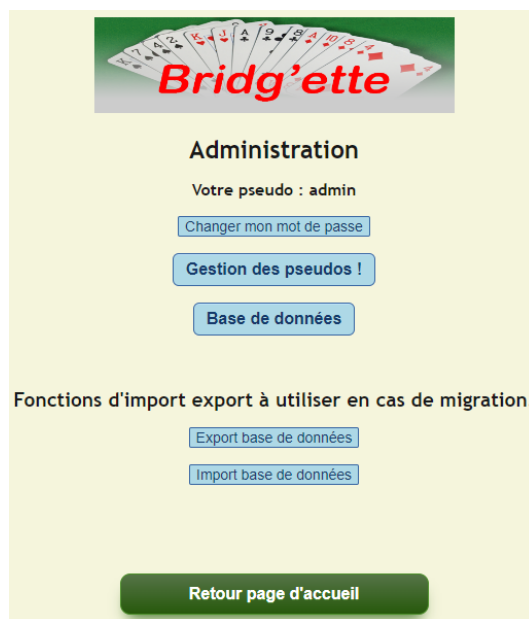 Bridg'ette
Administration
Votre pseudo : admin
Changer mon mot de passe
Gestion des pseudos !
Base de données
Fonctions d'import export à utiliser en cas de migration
Export base de données
Import base de données
Retour page d'accueil